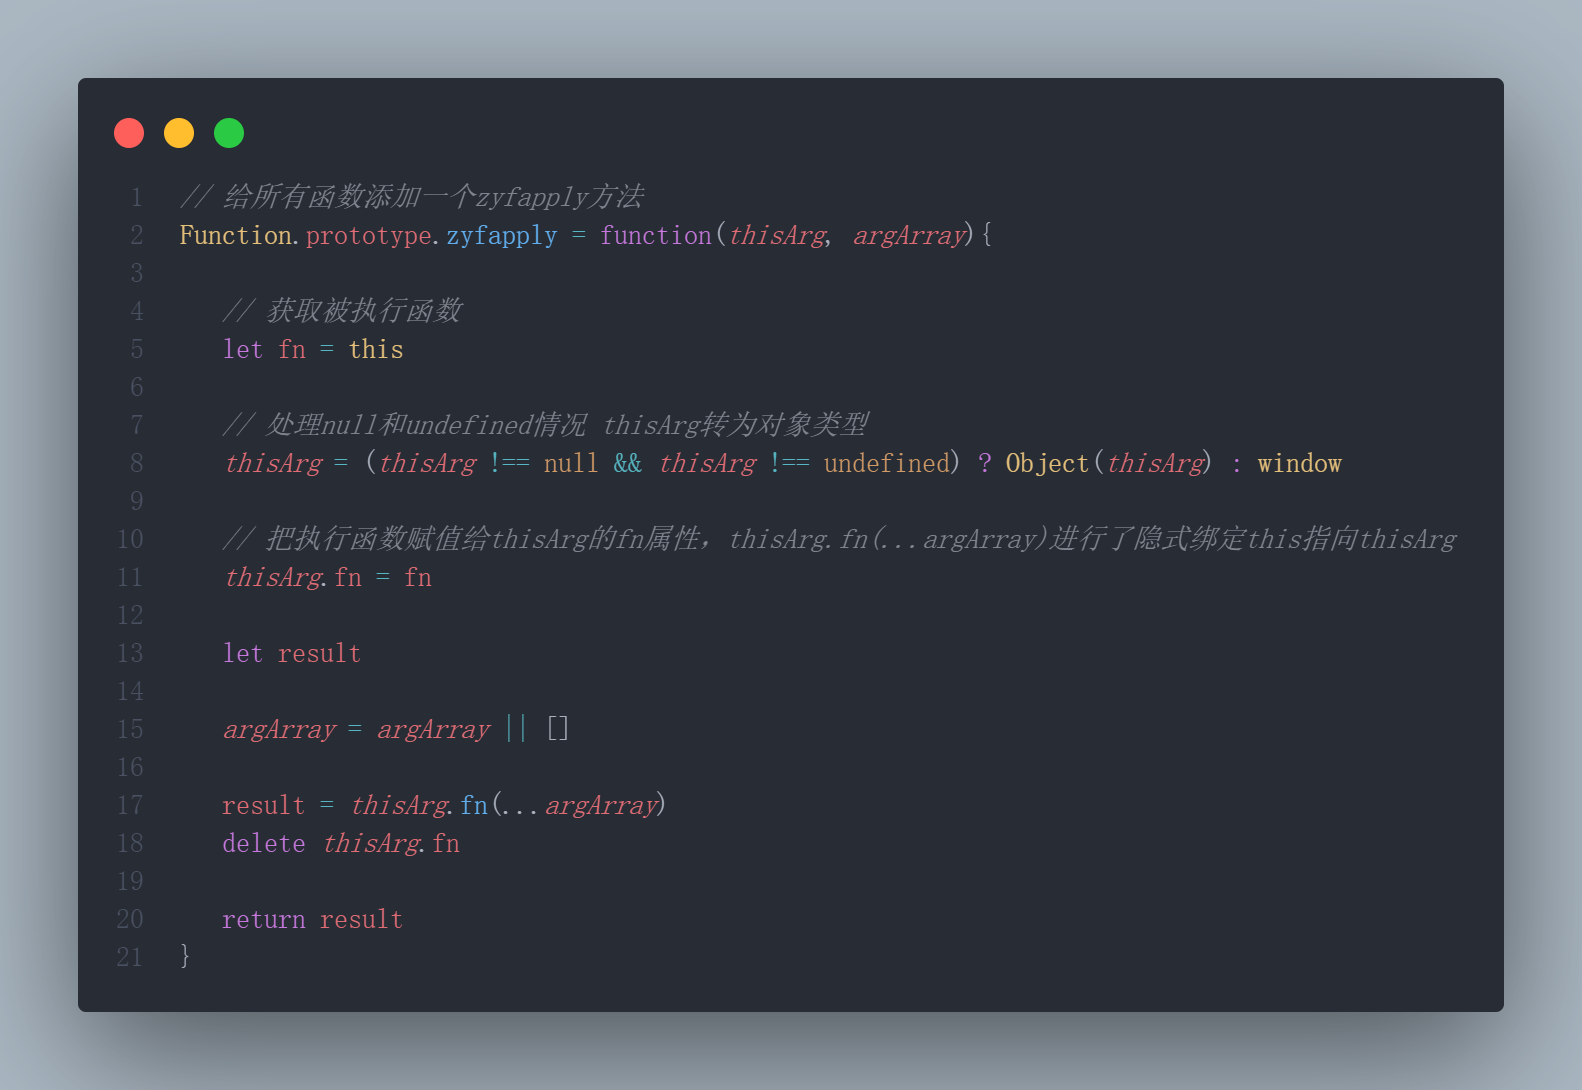 1 // 给所有函数添加一个zyfapply方法
2 Function.prototype.zyfapply = function(thisArg, argArray){
3
4 // 获取被执行函数
5 let fn = this
6
7 // 处理null和undefined情况 thisArg转为对象类型
8 thisArg = (thisArg !== null && thisArg !== undefined) ? Object(thisArg) : window
9
10 // 把执行函数赋值给thisArg的fn属性，thisArg.fn(...argArray)进行了隐式绑定this指向thisArg
11 thisArg.fn = fn
12
13 let result
14
15 argArray = argArray || []
16
17 result = thisArg.fn(...argArray)
18 delete thisArg.fn
19
20 return result
21 }